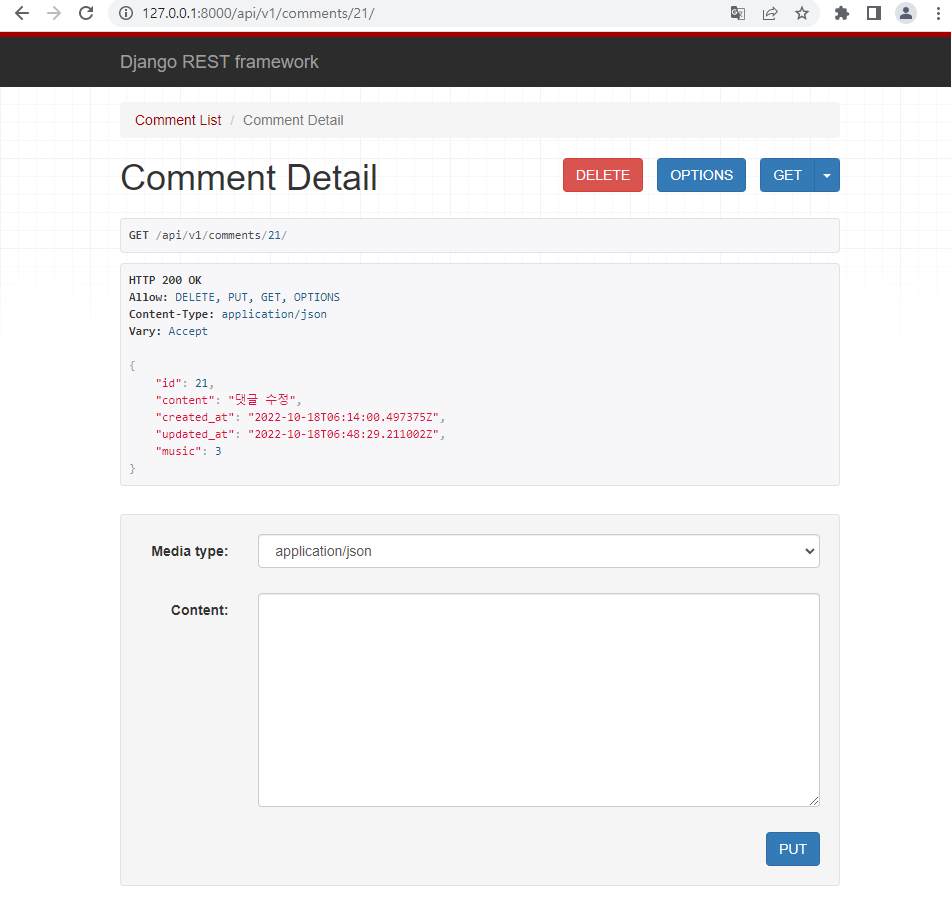 127.0.0.1:8000/api/v1/comments/21/
Django REST framework
Comment List / Comment Detail
Comment Detail
DELETE
OPTIONS
GET
GET /api/v1/comments/21/
HTTP 200 OK
Allow: DELETE, PUT, GET, OPTIONS
Content-Type: application/json
Vary: Accept
{
"id": 21,
"content": "댓글 수정",
"created_at": "2022-10-18T06:14:00.497375Z",
"updated_at": "2022-10-18T06:48:29.211002Z",
"music": 3
}
Media type:
application/json
Content:
PUT